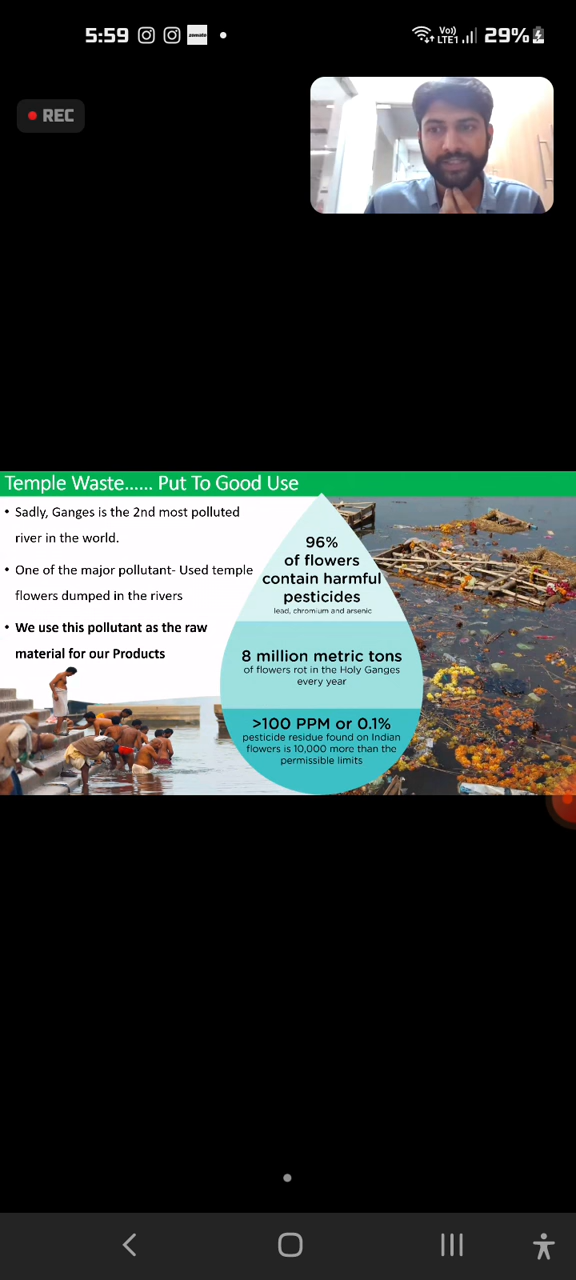 5:59
zomato
Vo)
LTE1
29%
REC
Temple Waste...... Put To Good Use
• Sadly, Ganges is the 2nd most polluted
river in the world.
• One of the major pollutant- Used temple
flowers dumped in the rivers
• We use this pollutant as the raw
material for our Products
96%
of flowers
contain harmful
pesticides
lead, chromium and arsenic
8 million metric tons
of flowers rot in the Holy Ganges
every year
>100 PPM or 0.1%
pesticide residue found on Indian
flowers is 10,000 more than the
permissible limits